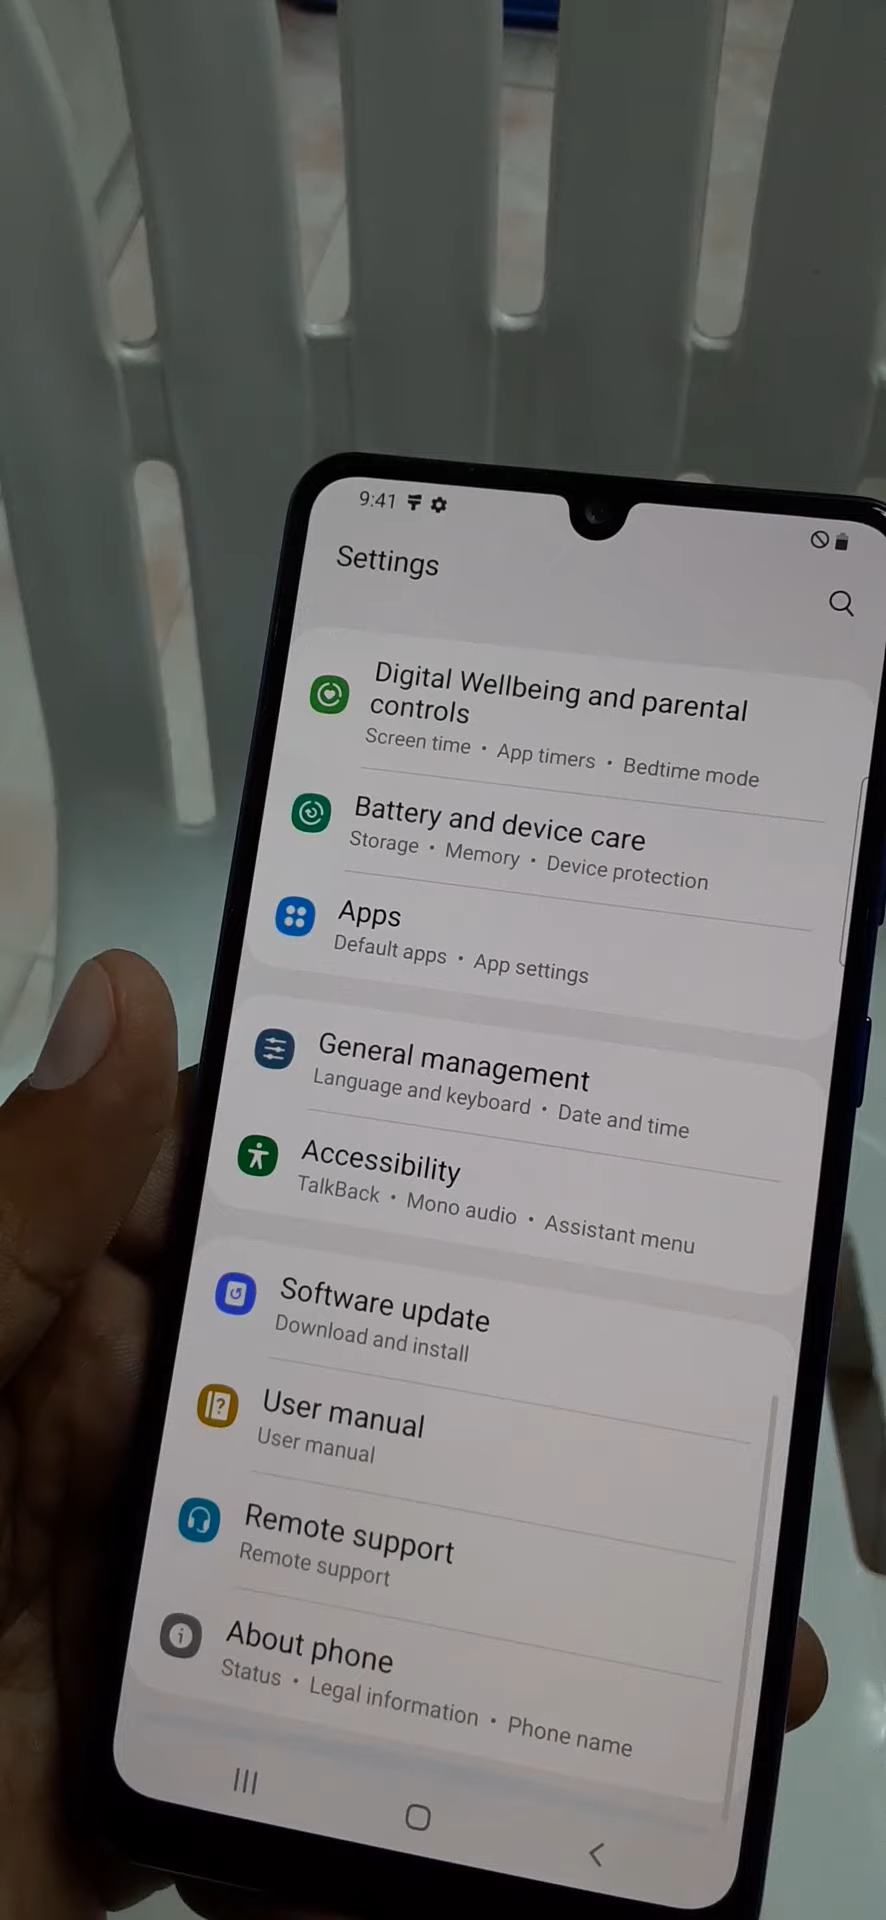 9:41
Settings
Digital Wellbeing and parental
controls
Screen time • App timers • Bedtime mode
Battery and device care
Storage • Memory • Device protection
Apps
Default apps • App settings
General management
Language and keyboard • Date and time
Accessibility
TalkBack • Mono audio • Assistant menu
Software update
Download and install
User manual
User manual
Remote support
Remote support
About phone
Status • Legal information • Phone name